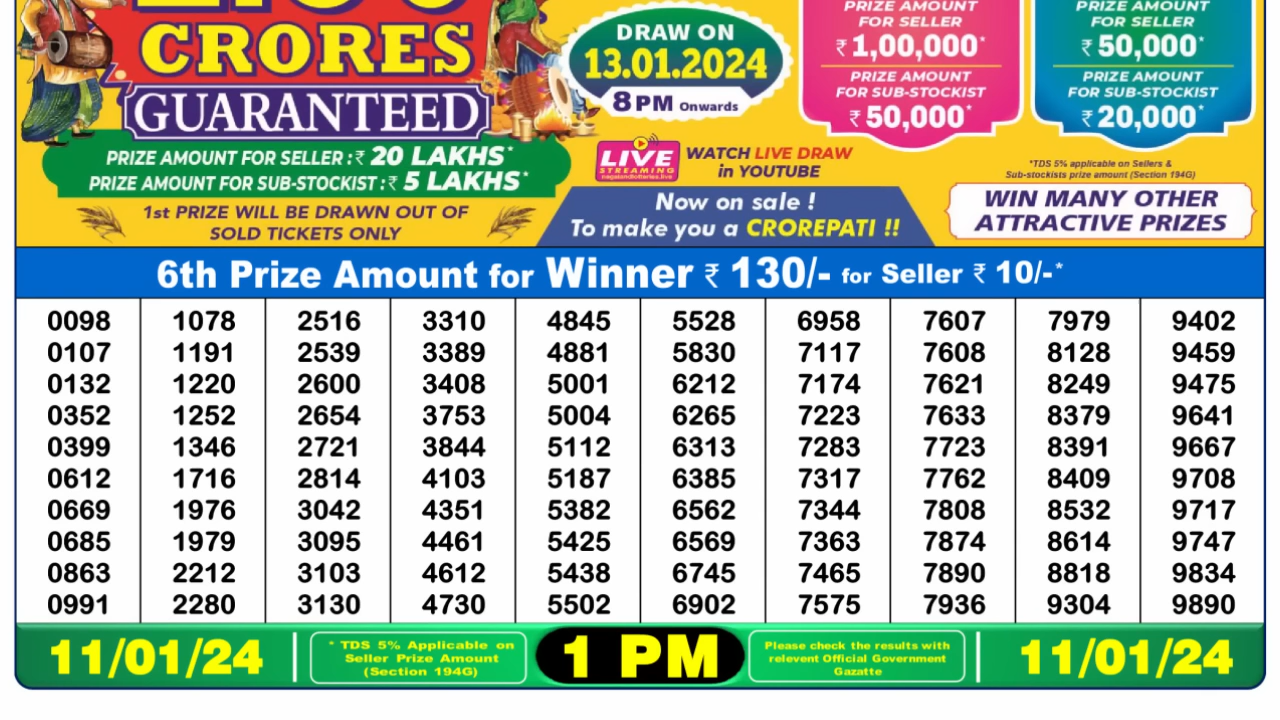 CRORES
GUARANTEED
PRIZE AMOUNT FOR SELLER : ₹ 20 LAKHS*
PRIZE AMOUNT FOR SUB-STOCKIST : ₹ 5 LAKHS*
1st PRIZE WILL BE DRAWN OUT OF
SOLD TICKETS ONLY
DRAW ON
13.01.2024
8 PM Onwards
LIVE
STREAMING
nagalandlotteries.live
WATCH LIVE DRAW
in YOUTUBE
Now on sale !
To make you a CROREPATI !!
PRIZE AMOUNT
FOR SELLER
₹ 1,00,000*
PRIZE AMOUNT
FOR SUB-STOCKIST
₹ 50,000*
PRIZE AMOUNT
FOR SELLER
₹ 50,000*
PRIZE AMOUNT
FOR SUB-STOCKIST
₹ 20,000*
*TDS 5% applicable on Sellers &
Sub-stockists prize amount (Section 194G)
WIN MANY OTHER
ATTRACTIVE PRIZES
6th Prize Amount for Winner ₹ 130/- for Seller ₹ 10/-*
0098 1078 2516 3310 4845 5528 6958 7607 7979 9402
0107 1191 2539 3389 4881 5830 7117 7608 8128 9459
0132 1220 2600 3408 5001 6212 7174 7621 8249 9475
0352 1252 2654 3753 5004 6265 7223 7633 8379 9641
0399 1346 2721 3844 5112 6313 7283 7723 8391 9667
0612 1716 2814 4103 5187 6385 7317 7762 8409 9708
0669 1976 3042 4351 5382 6562 7344 7808 8532 9717
0685 1979 3095 4461 5425 6569 7363 7874 8614 9747
0863 2212 3103 4612 5438 6745 7465 7890 8818 9834
0991 2280 3130 4730 5502 6902 7575 7936 9304 9890
11/01/24
* TDS 5% Applicable on
Seller Prize Amount
(Section 194G)
1 PM
Please check the results with
relevent Official Government
Gazatte
11/01/24